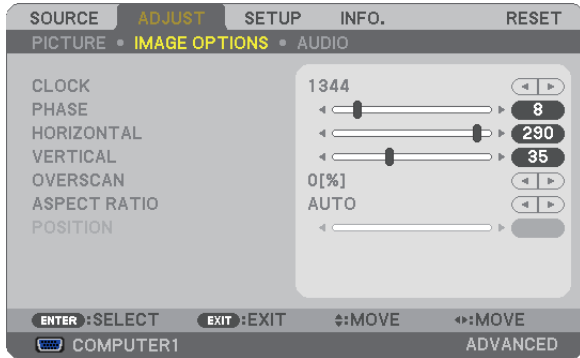 SOURCE ADJUST SETUP INFO. RESET
PICTURE • IMAGE OPTIONS • AUDIO
CLOCK 1344
PHASE 8
HORIZONTAL 290
VERTICAL 35
OVERSCAN 0[%]
ASPECT RATIO AUTO
POSITION
ENTER :SELECT EXIT :EXIT :MOVE :MOVE
COMPUTER1 ADVANCED